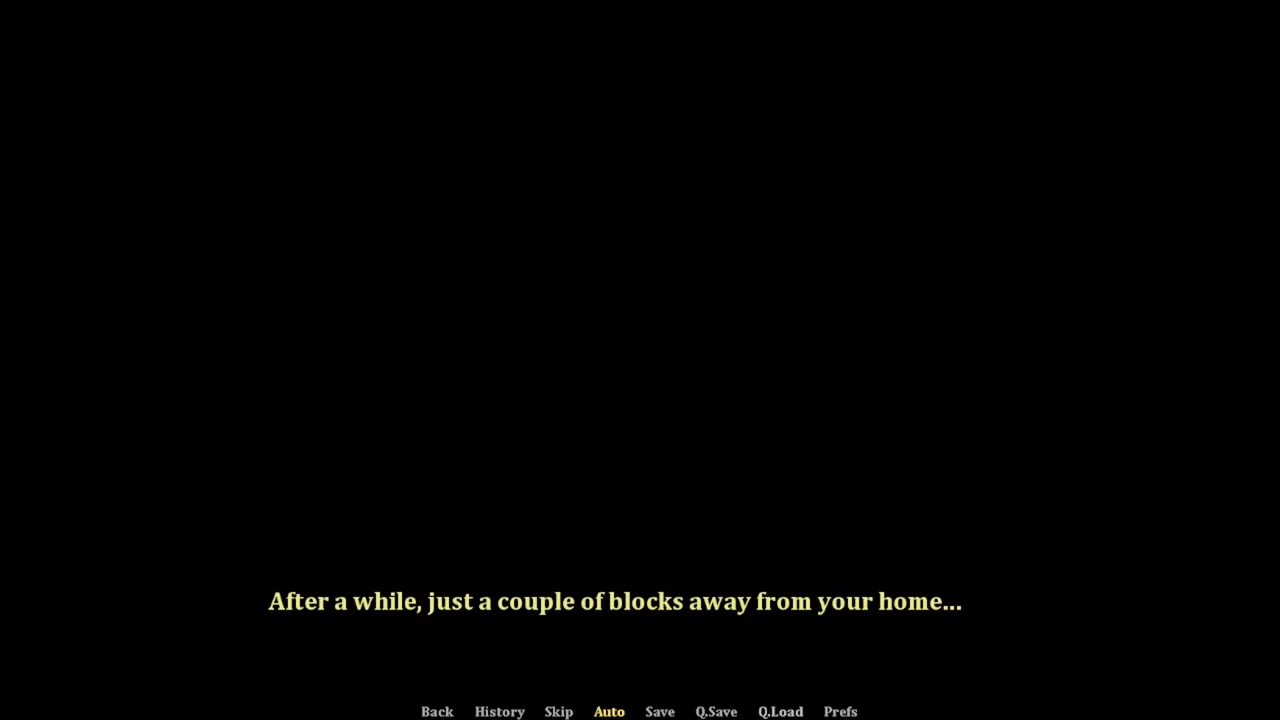 After a while, just a couple of blocks away from your home...
Back History Skip Auto Save Q.Save Q.Load Prefs